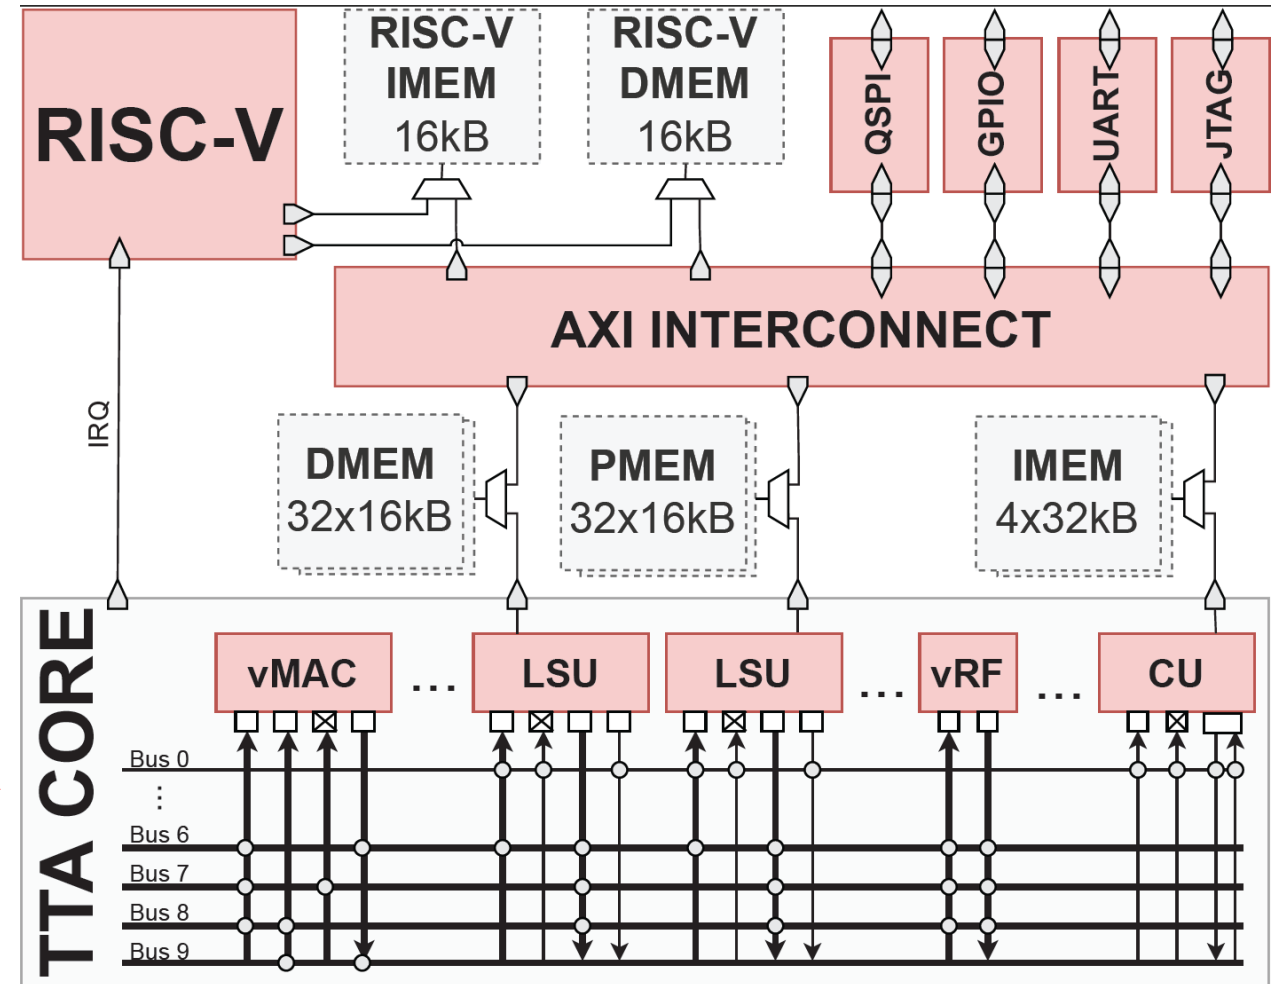 RISC-V
RISC-V
IMEM
16kB
RISC-V
DMEM
16kB
QSPI
GPIO
UART
JTAG
AXI INTERCONNECT
IRQ
DMEM
32x16kB
PMEM
32x16kB
IMEM
4x32kB
TTA CORE
vMAC
...
LSU
LSU
...
vRF
...
CU
Bus 0
⋮
Bus 6
Bus 7
Bus 8
Bus 9